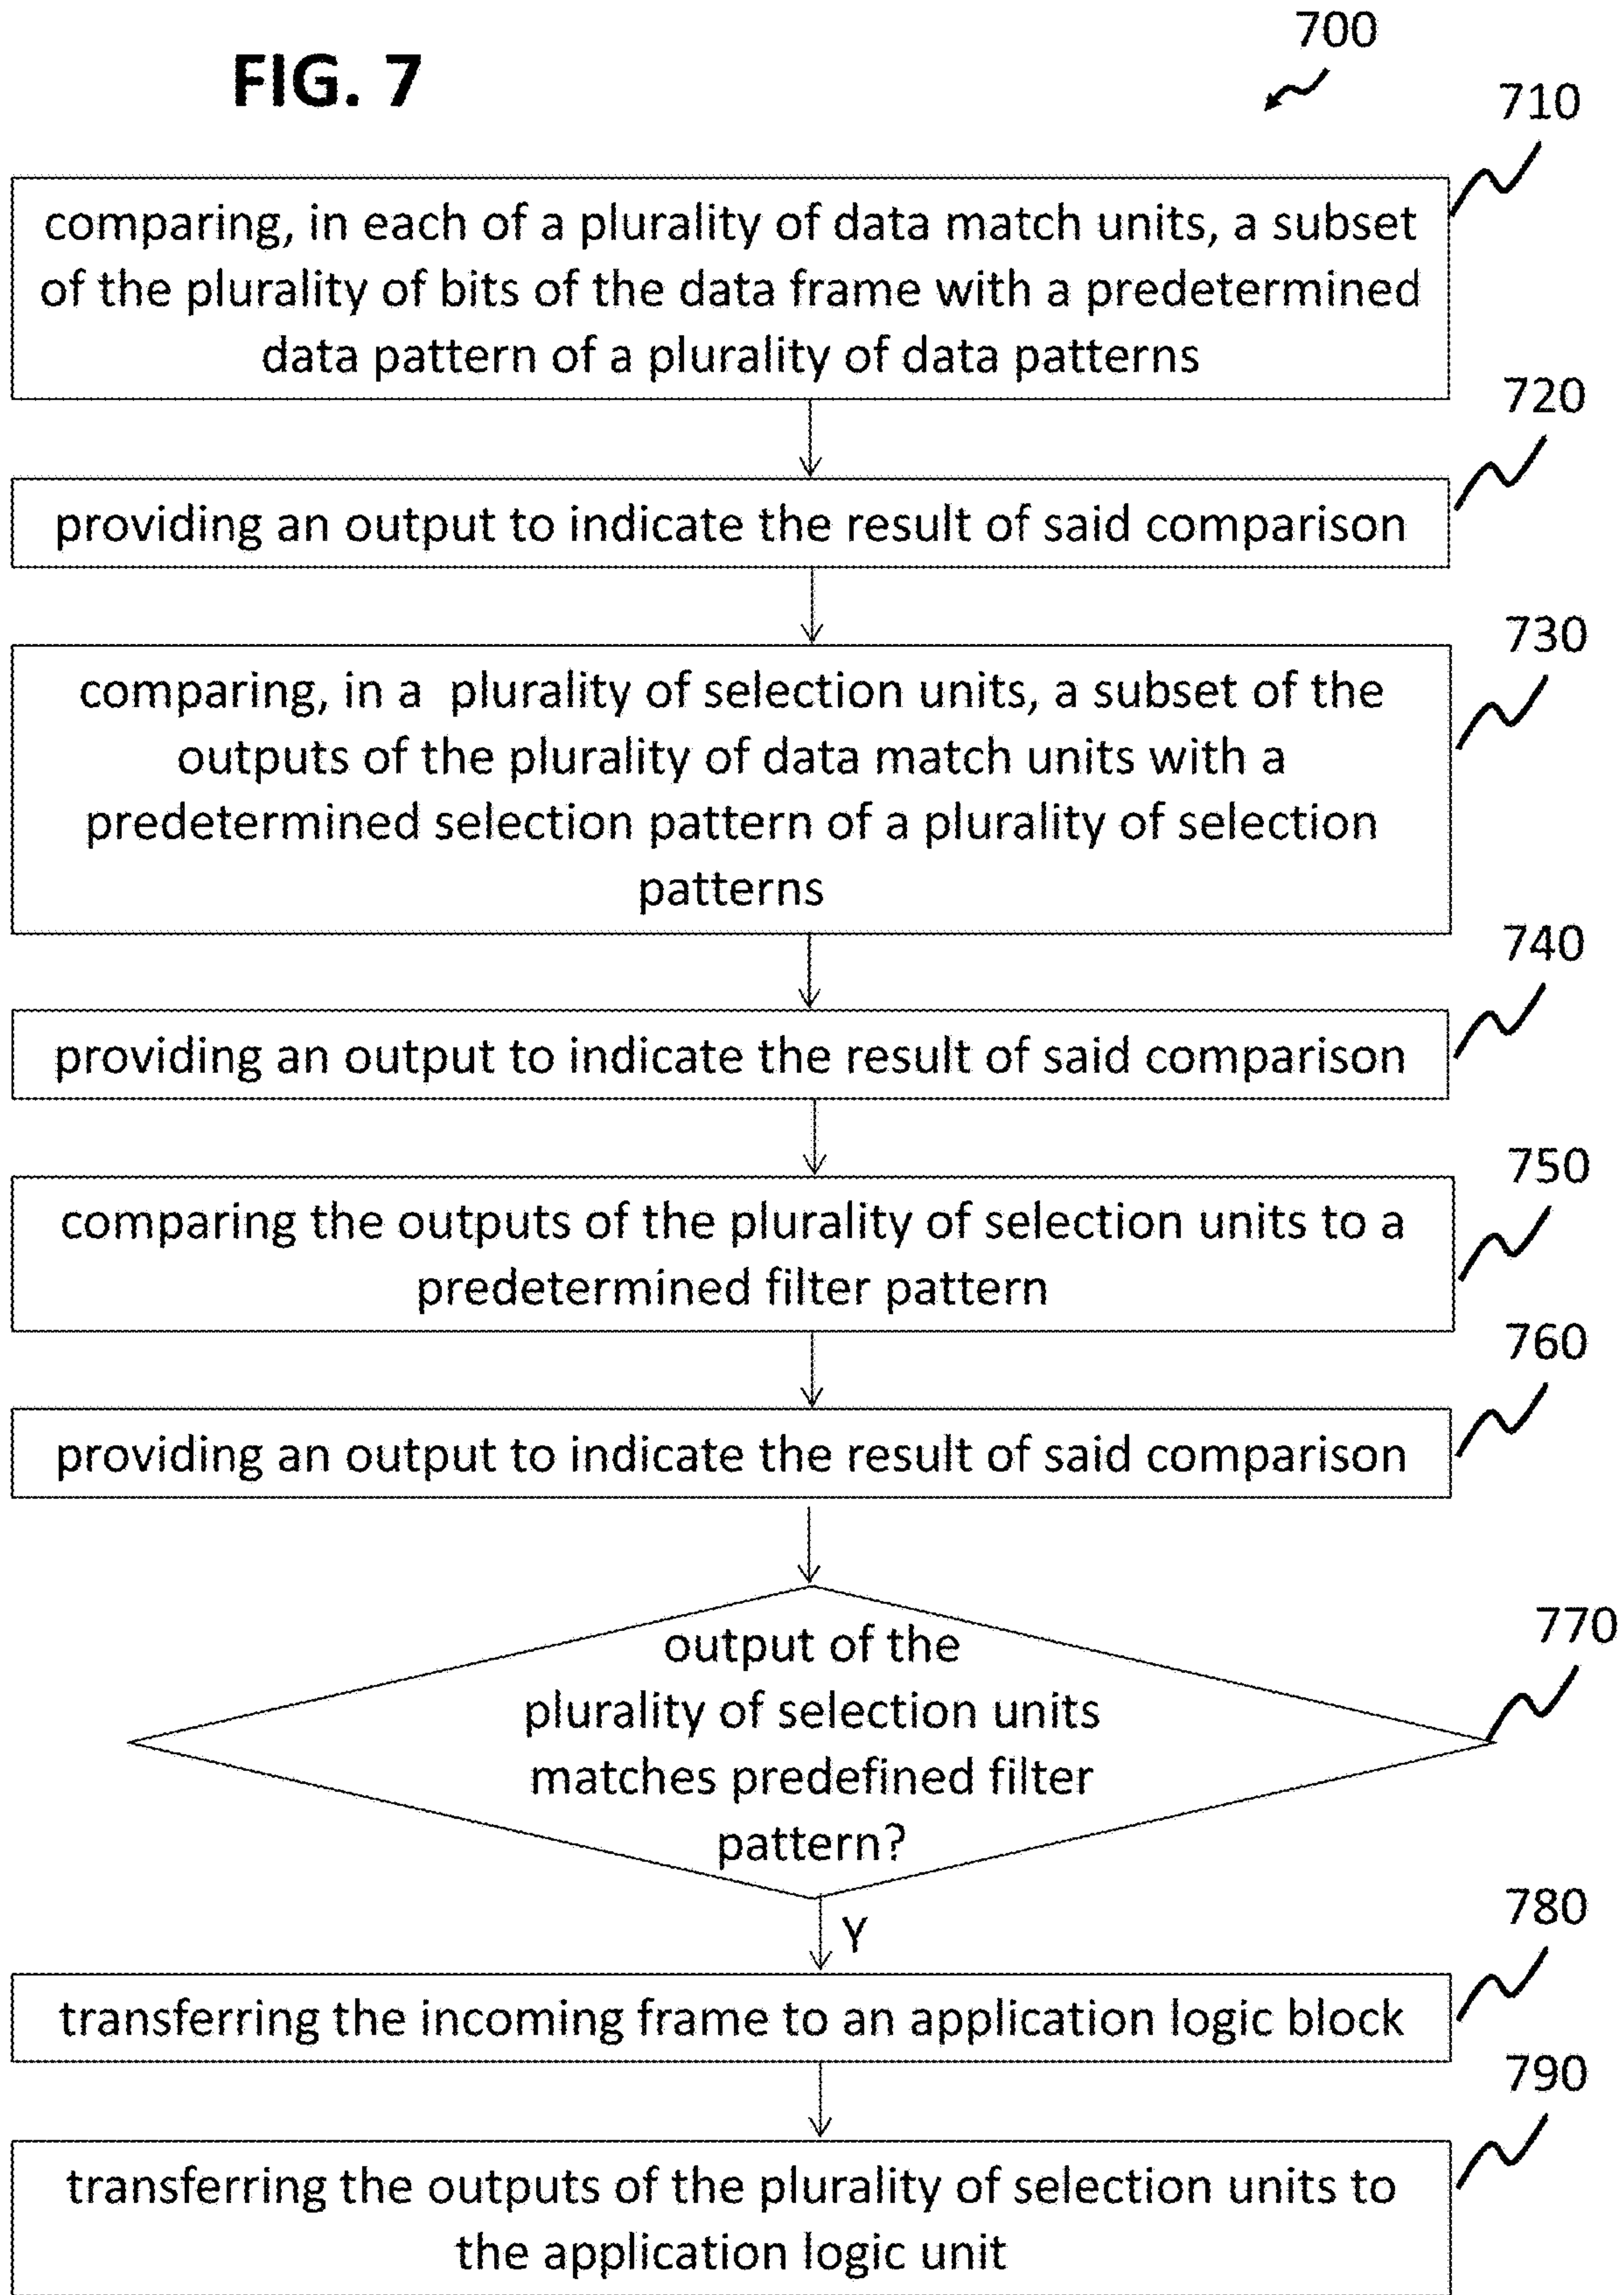 FIG. 7
700
710
comparing, in each of a plurality of data match units, a subset
of the plurality of bits of the data frame with a predetermined
data pattern of a plurality of data patterns
720
providing an output to indicate the result of said comparison
730
comparing, in a plurality of selection units, a subset of the
outputs of the plurality of data match units with a
predetermined selection pattern of a plurality of selection
patterns
740
providing an output to indicate the result of said comparison
750
comparing the outputs of the plurality of selection units to a
predetermined filter pattern
760
providing an output to indicate the result of said comparison
770
output of the
plurality of selection units
matches predefined filter
pattern?
Y
780
transferring the incoming frame to an application logic block
790
transferring the outputs of the plurality of selection units to
the application logic unit